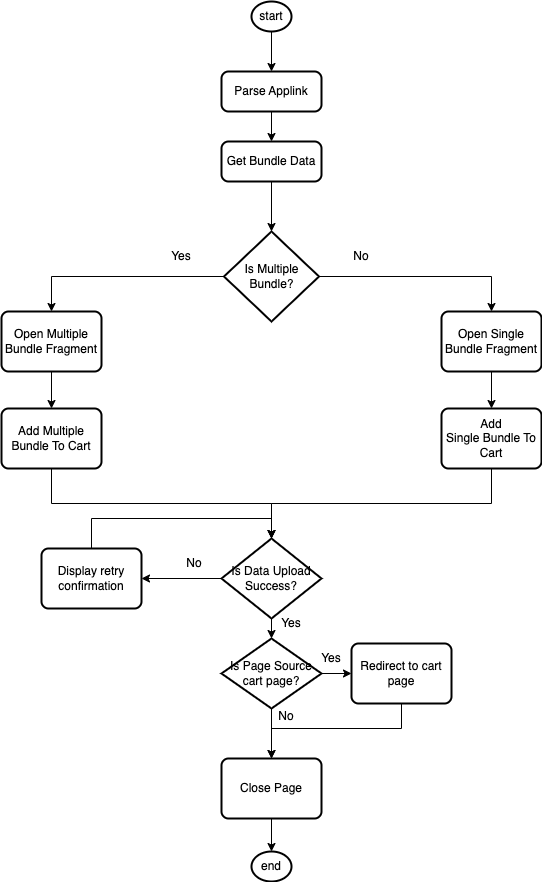 start
Parse Applink
Get Bundle Data
Is Multiple
Bundle?
Yes
No
Open Multiple
Bundle Fragment
Open Single
Bundle Fragment
Add Multiple
Bundle To Cart
Add
Single Bundle To
Cart
Is Data Upload
Success?
No
Display retry
confirmation
Yes
Is Page Source
cart page?
Yes
Redirect to cart
page
No
Close Page
end